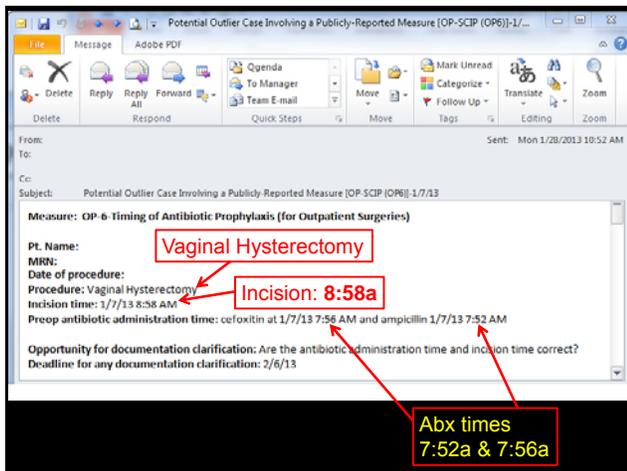 Potential Outlier Case Involving a Publicly-Reported Measure [OP-SCIP (OP6)]-1/...
File Message Adobe PDF
Delete
Reply
Reply All
Forward
Qgenda
To Manager
Team E-mail
Move
Mark Unread
Categorize
Follow Up
Translate
Zoom
Delete Respond Quick Steps Move Tags Editing Zoom
From: Sent: Mon 1/28/2013 10:52 AM
To:
Cc:
Subject: Potential Outlier Case Involving a Publicly-Reported Measure [OP-SCIP (OP6)]-1/7/13
Measure: OP-6-Timing of Antibiotic Prophylaxis (for Outpatient Surgeries)
Pt. Name:
Vaginal Hysterectomy
MRN:
Date of procedure:
Procedure: Vaginal Hysterectomy
Incision: 8:58a
Incision time: 1/7/13 8:58 AM
Preop antibiotic administration time: cefoxitin at 1/7/13 7:56 AM and ampicillin 1/7/13 7:52 AM
Opportunity for documentation clarification: Are the antibiotic administration time and incision time correct?
Deadline for any documentation clarification: 2/6/13
Abx times
7:52a & 7:56a